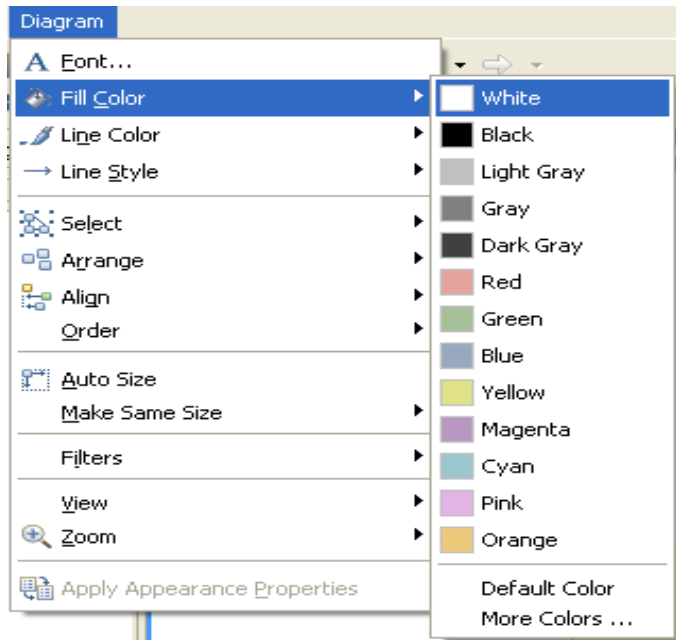 Diagram
Font...
Fill Color
Line Color
Line Style
Select
Arrange
Align
Order
Auto Size
Make Same Size
Filters
View
Zoom
Apply Appearance Properties
White
Black
Light Gray
Gray
Dark Gray
Red
Green
Blue
Yellow
Magenta
Cyan
Pink
Orange
Default Color
More Colors ...